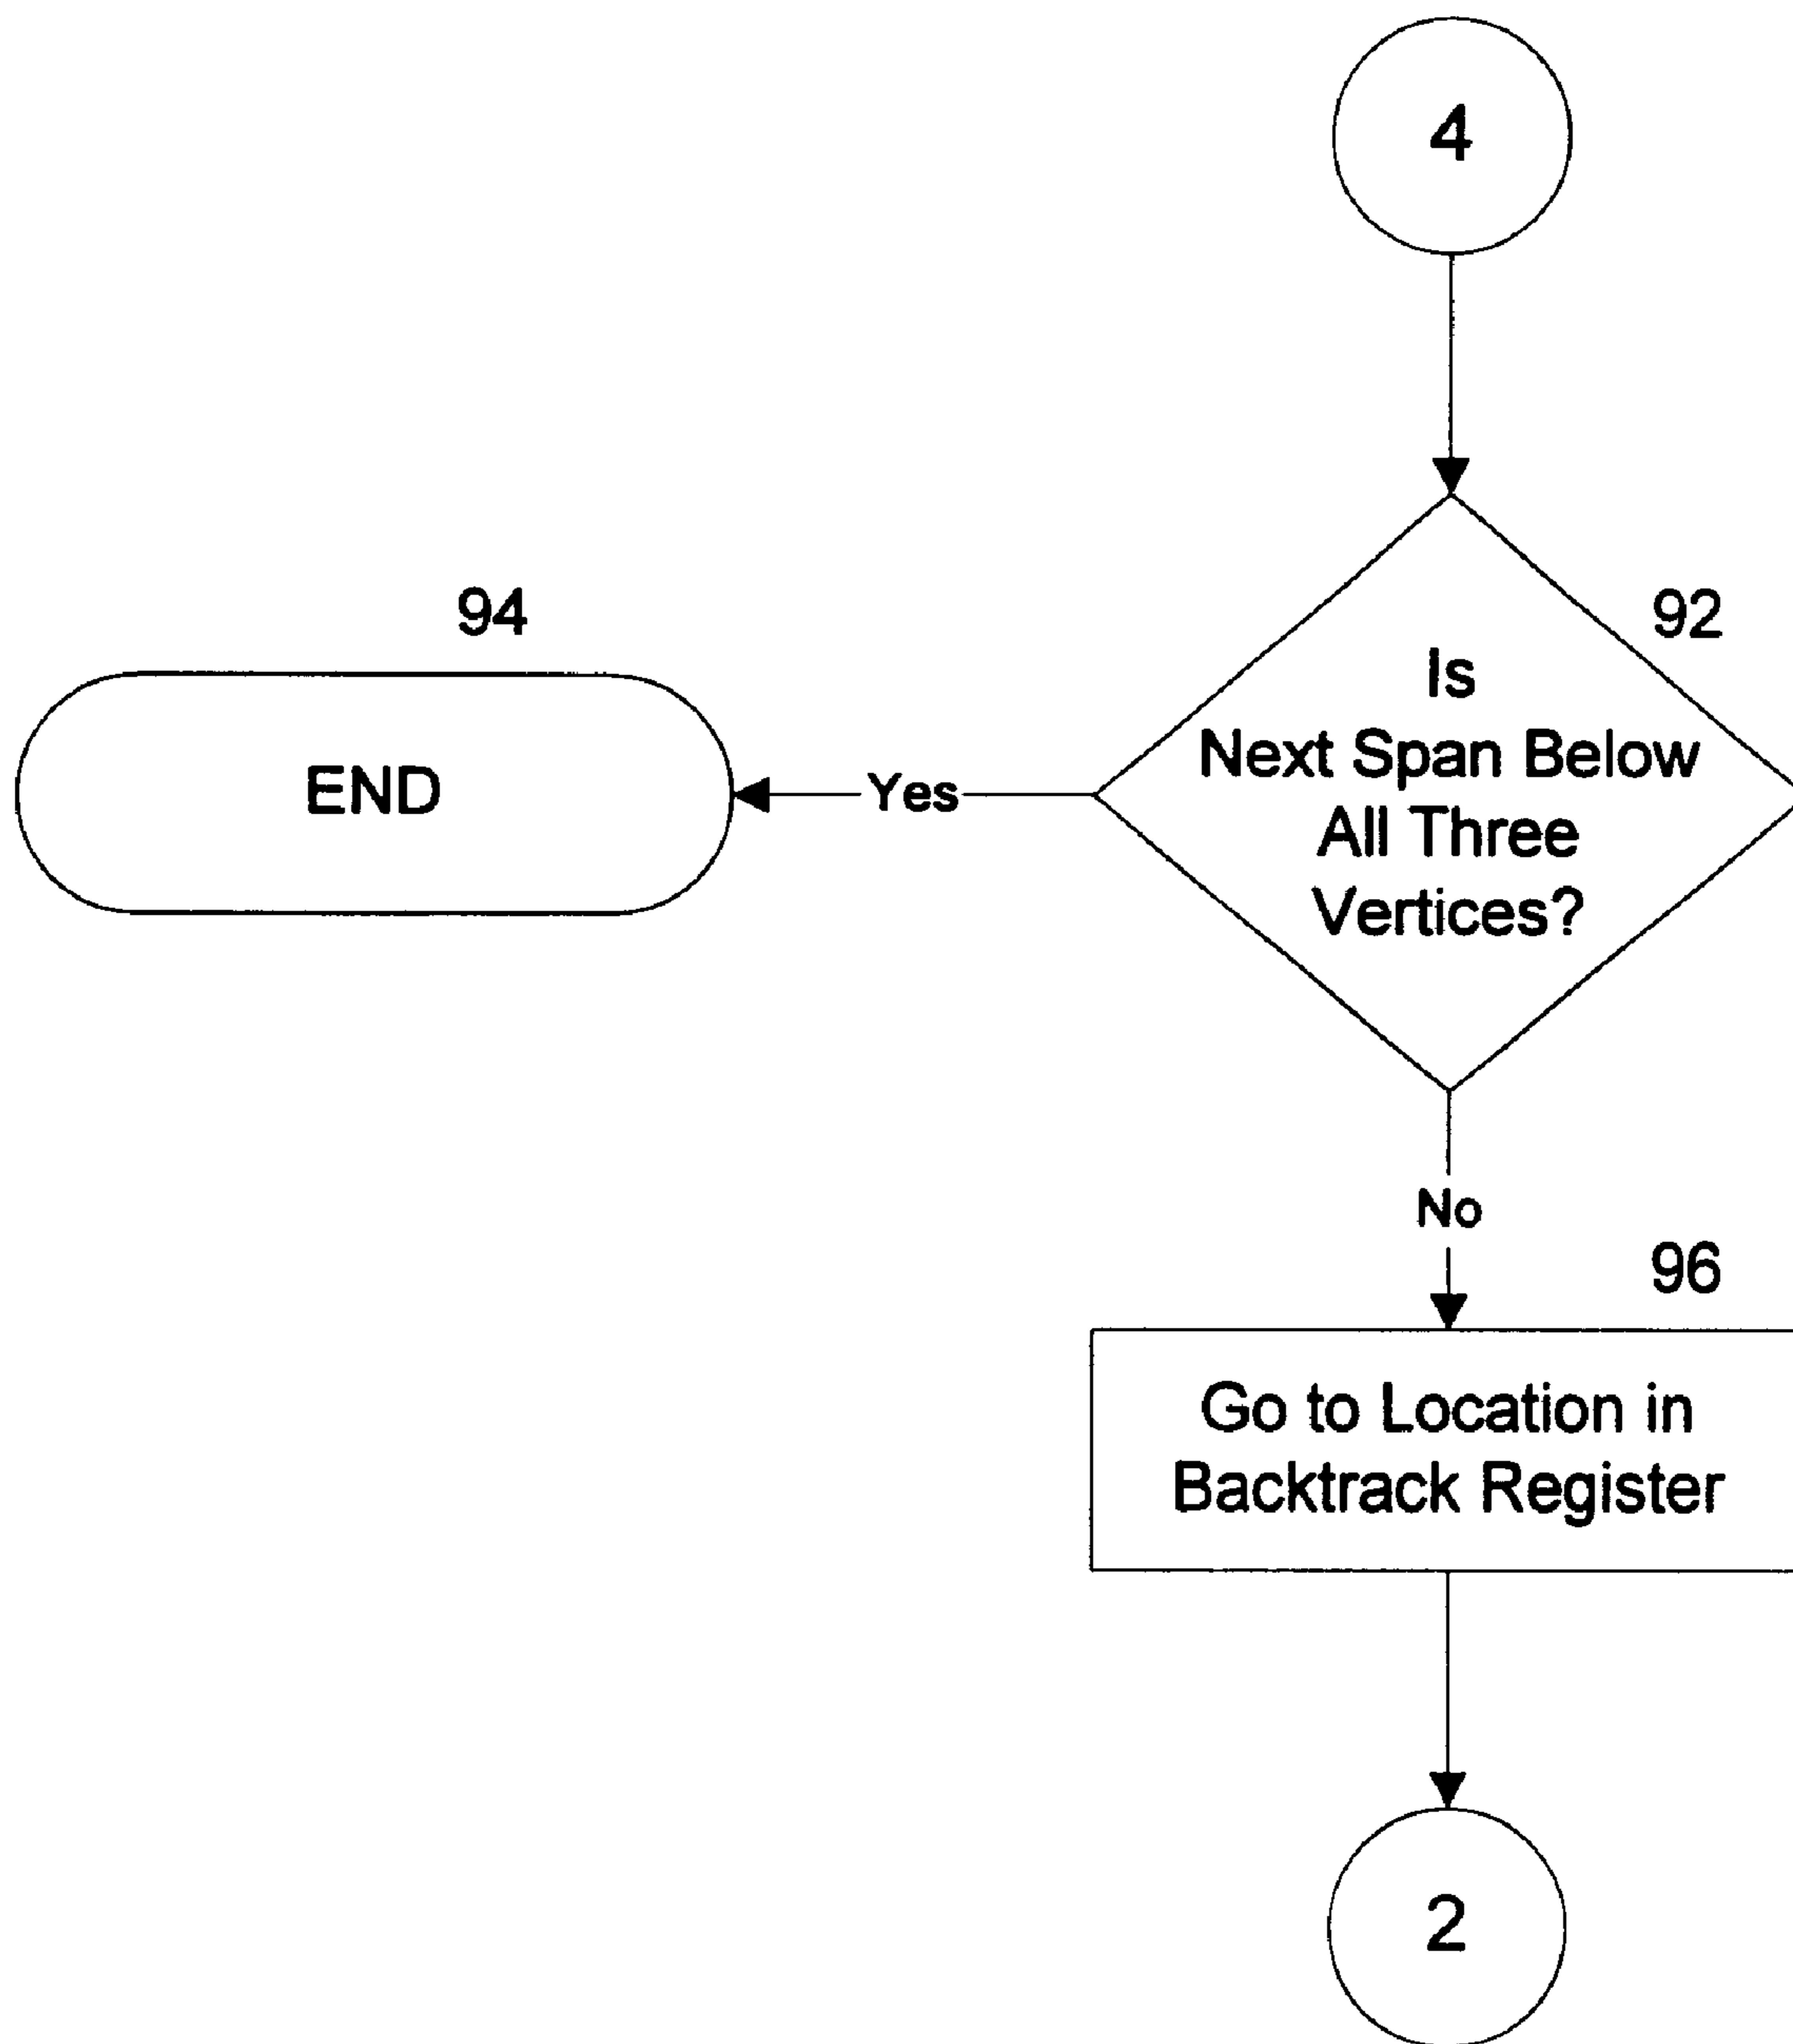 4
94
92
Is
Next Span Below
All Three
Vertices?
END
Yes
No
96
Go to Location in
Backtrack Register
2